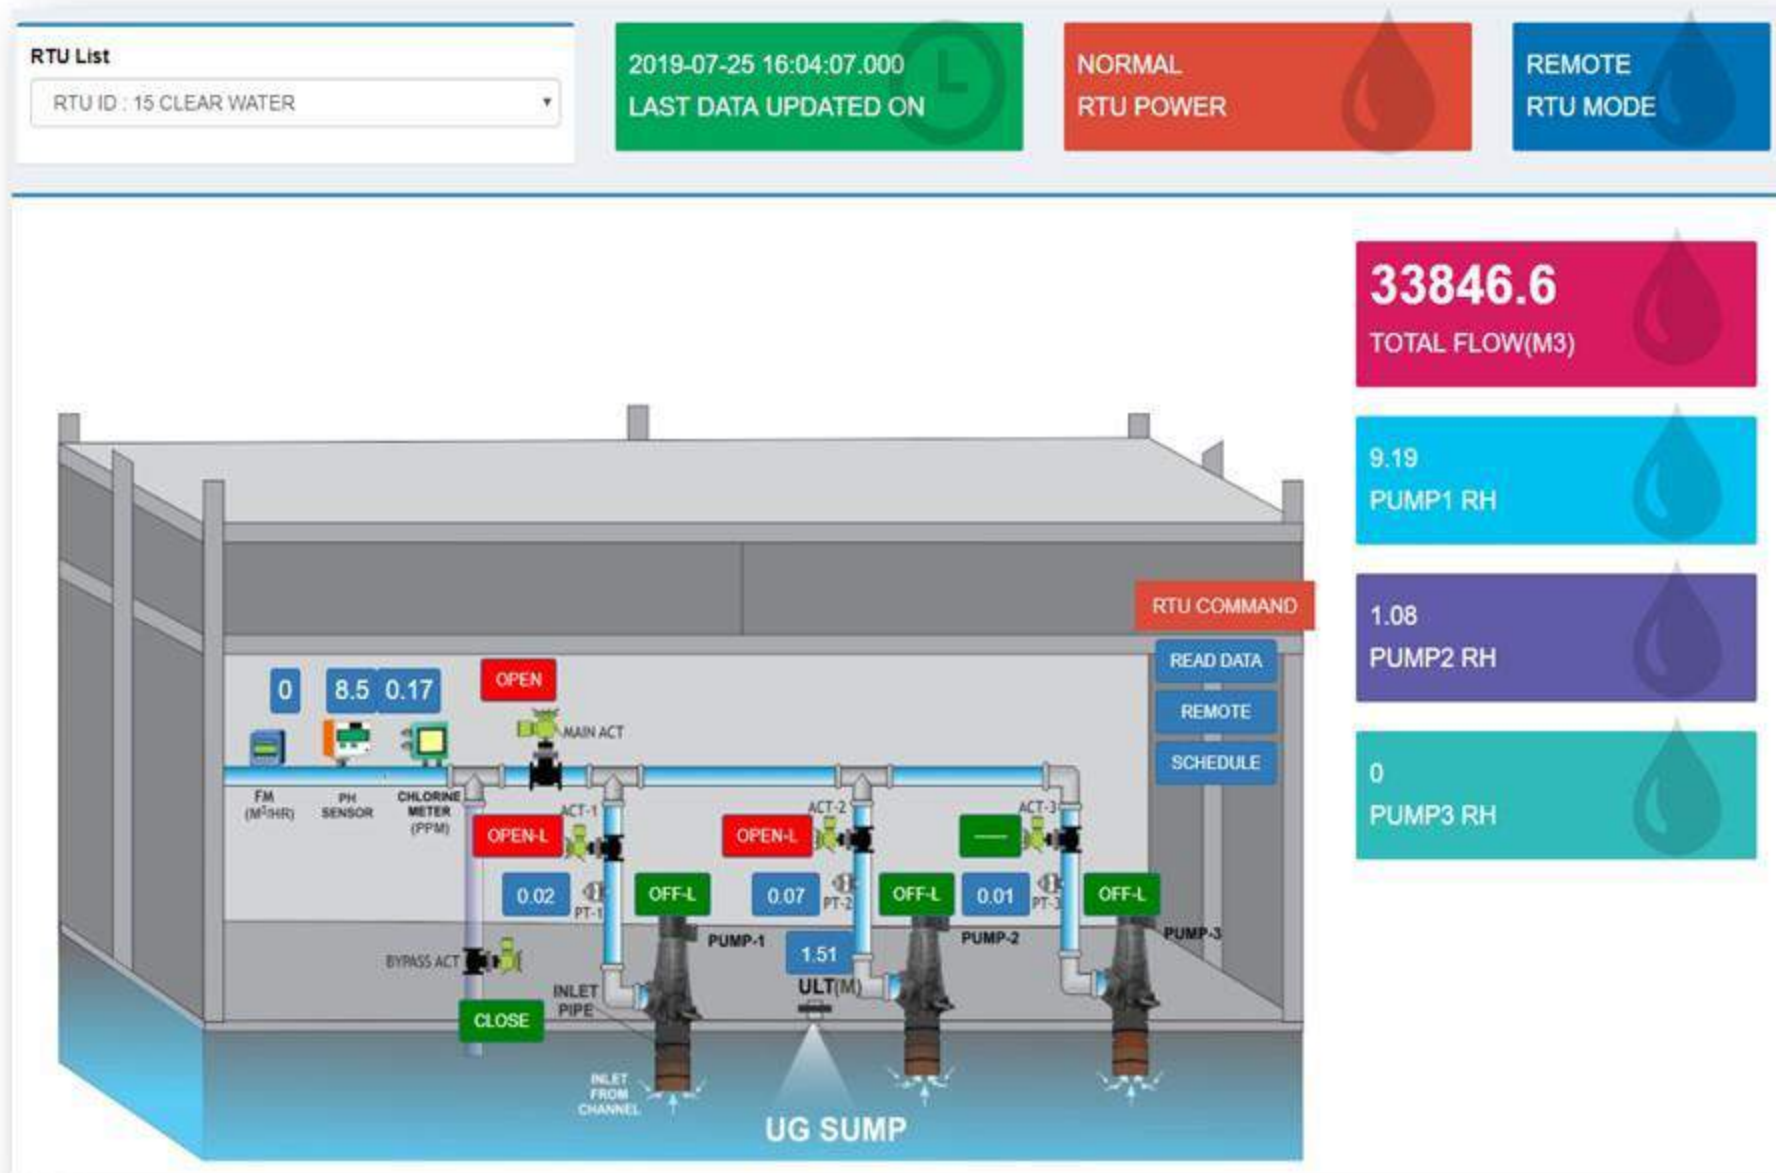 RTU List
RTU ID : 15 CLEAR WATER
2019-07-25 16:04:07.000
LAST DATA UPDATED ON
NORMAL
RTU POWER
REMOTE
RTU MODE
33846.6
TOTAL FLOW(M3)
9.19
PUMP1 RH
1.08
PUMP2 RH
0
PUMP3 RH
RTU COMMAND
READ DATA
REMOTE
SCHEDULE
0
8.5
0.17
OPEN
MAIN ACT
FM
(M³/HR)
PH
SENSOR
CHLORINE
METER
(PPM)
ACT-1
OPEN-L
ACT-2
OPEN-L
ACT-3
0.02
PT-1
OFF-L
PUMP-1
0.07
PT-2
OFF-L
PUMP-2
0.01
PT-3
OFF-L
PUMP-3
1.51
ULT(M)
BYPASS ACT
CLOSE
INLET
PIPE
INLET
FROM
CHANNEL
UG SUMP